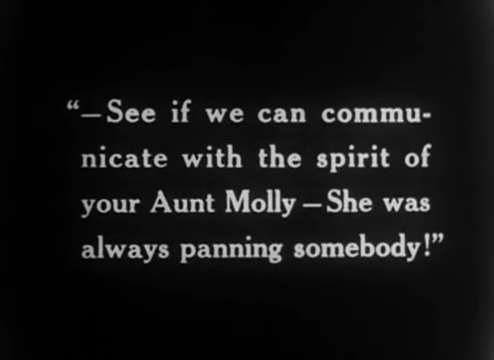 “—See if we can commu-
nicate with the spirit of
your Aunt Molly—She was
always panning somebody!”